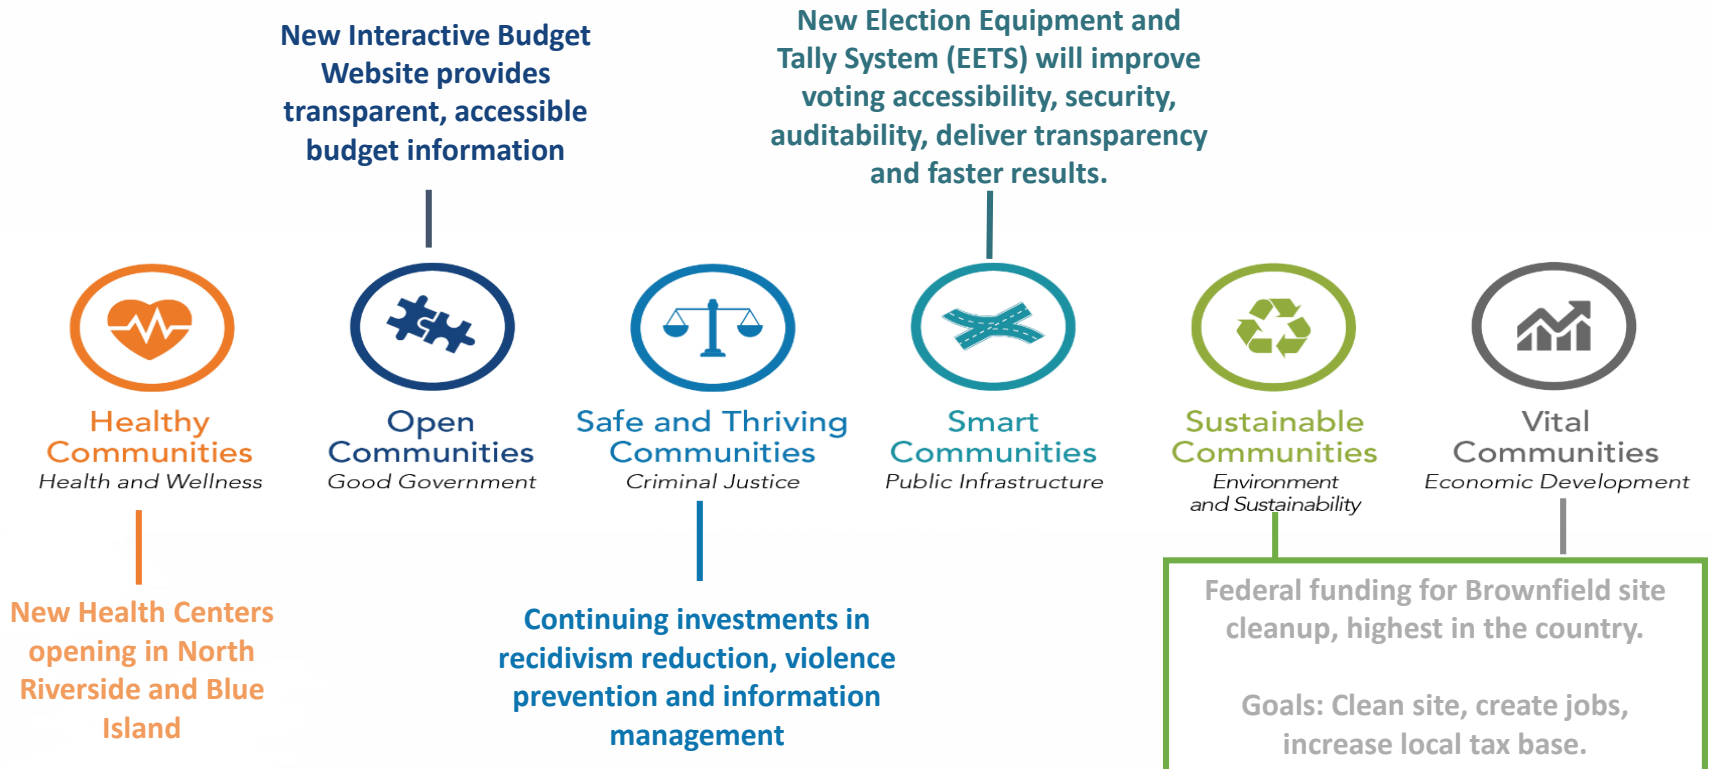 New Interactive Budget
Website provides
transparent, accessible
budget information
New Election Equipment and
Tally System (EETS) will improve
voting accessibility, security,
auditability, deliver transparency
and faster results.
Healthy
Communities
Health and Wellness
Open
Communities
Good Government
Safe and Thriving
Communities
Criminal Justice
Smart
Communities
Public Infrastructure
Sustainable
Communities
Environment
and Sustainability
Vital
Communities
Economic Development
New Health Centers
opening in North
Riverside and Blue
Island
Continuing investments in
recidivism reduction, violence
prevention and information
management
Federal funding for Brownfield site
cleanup, highest in the country.
Goals: Clean site, create jobs,
increase local tax base.